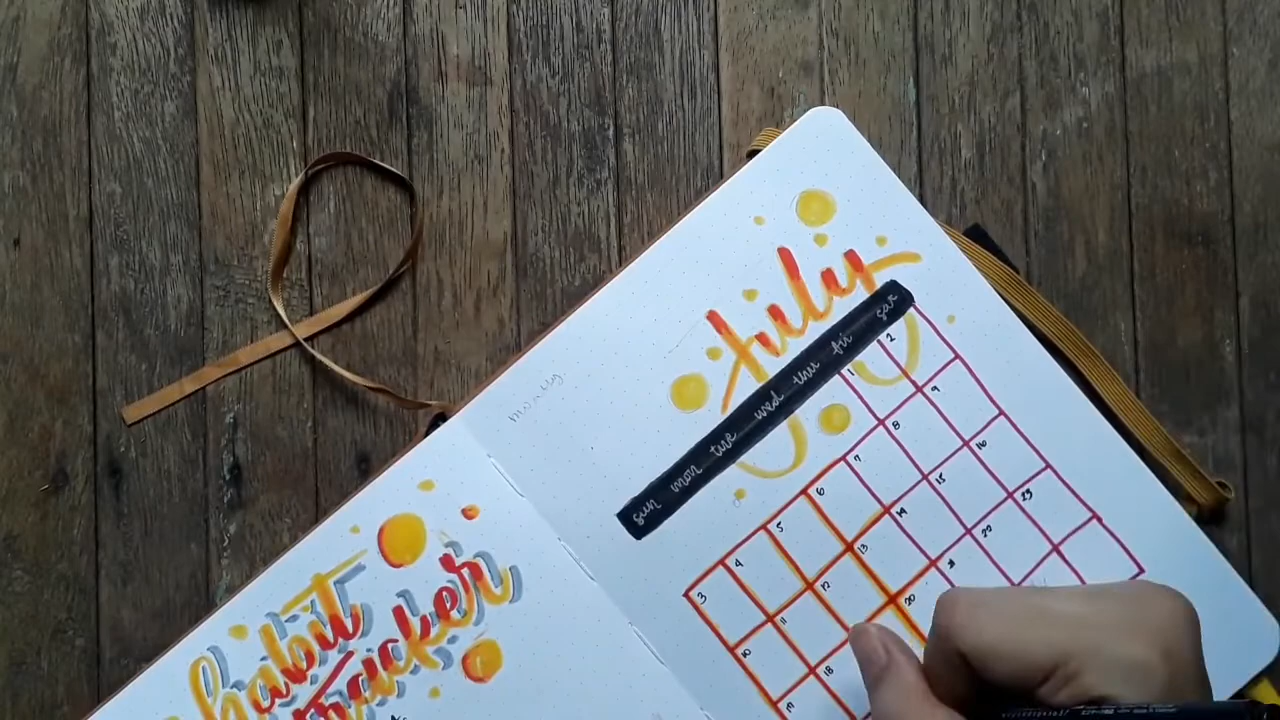 habit
tracker
July
sun mon tue wed thu fri sat
1 2
3 4 5 6 7 8 9
10 11 12 13 14 15 16
17 18 20 21 22 23